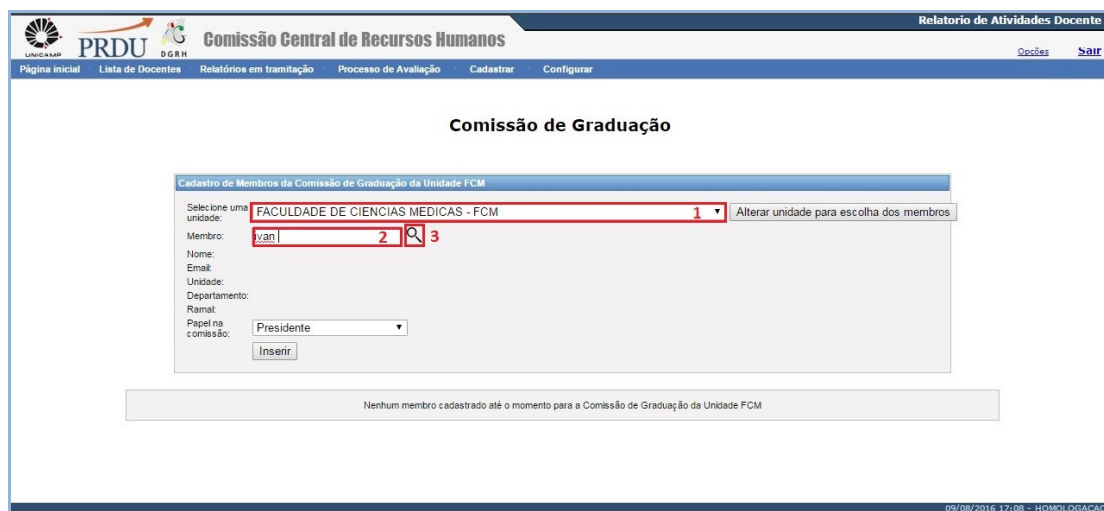 Relatorio de Atividades Docente
UNICAMP PRDU DGRH Comissão Central de Recursos Humanos
Opções Sair
Página inicial Lista de Docentes Relatórios em tramitação Processo de Avaliação Cadastrar Configurar
Comissão de Graduação
Cadastro de Membros da Comissão de Graduação da Unidade FCM
Selecione uma unidade: FACULDADE DE CIENCIAS MEDICAS - FCM 1 Alterar unidade para escolha dos membros
Membro: ivan 2 3
Nome:
Email:
Unidade:
Departamento:
Ramal:
Papel na comissão: Presidente
Inserir
Nenhum membro cadastrado até o momento para a Comissão de Graduação da Unidade FCM
09/08/2016 17:08 - HOMOLOGACAO